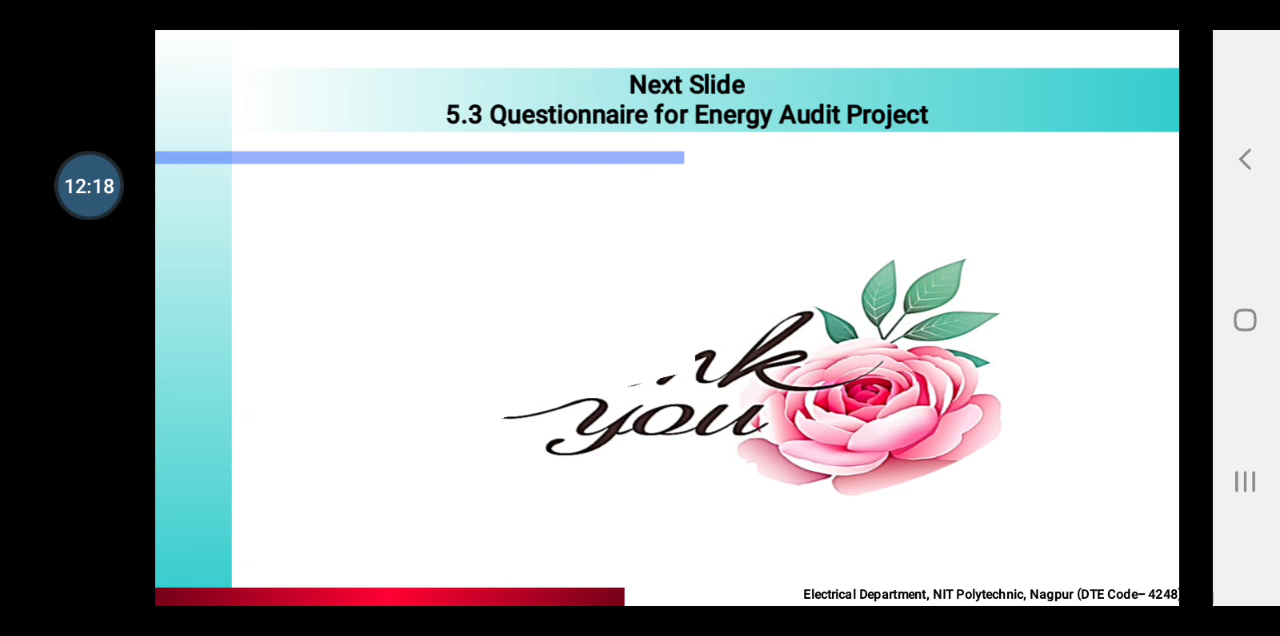 Next Slide
5.3 Questionnaire for Energy Audit Project
12:18
nk
you
Electrical Department, NIT Polytechnic, Nagpur (DTE Code– 4248)